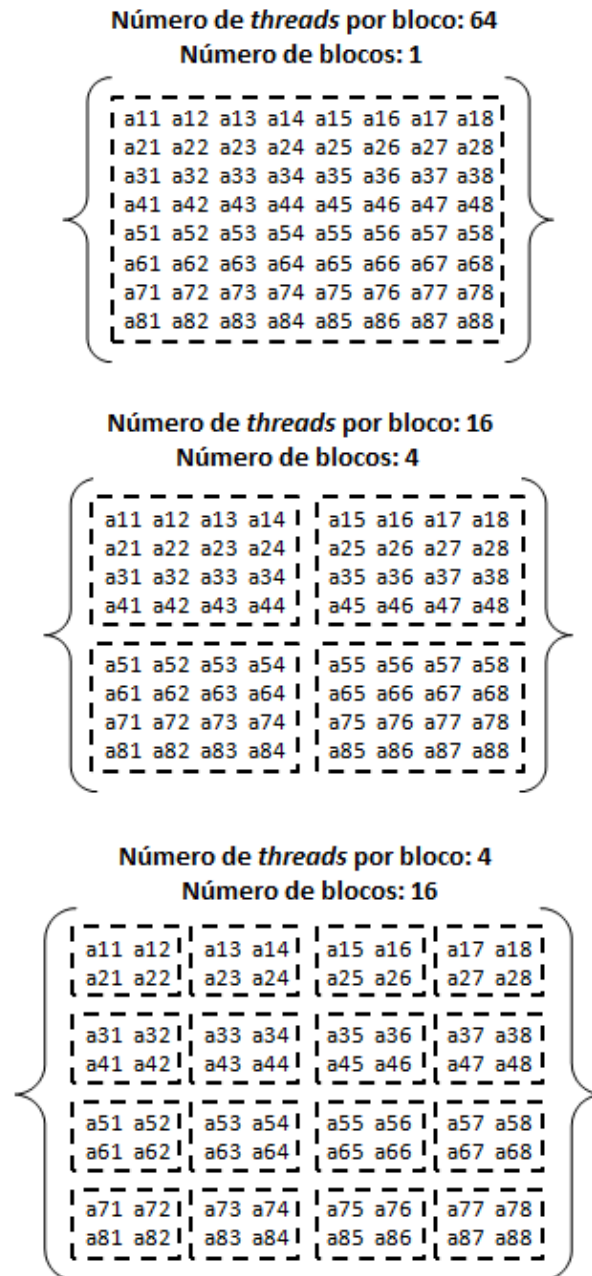 Número de threads por bloco: 64
Número de blocos: 1
a11 a12 a13 a14 a15 a16 a17 a18
a21 a22 a23 a24 a25 a26 a27 a28
a31 a32 a33 a34 a35 a36 a37 a38
a41 a42 a43 a44 a45 a46 a47 a48
a51 a52 a53 a54 a55 a56 a57 a58
a61 a62 a63 a64 a65 a66 a67 a68
a71 a72 a73 a74 a75 a76 a77 a78
a81 a82 a83 a84 a85 a86 a87 a88
Número de threads por bloco: 16
Número de blocos: 4
a11 a12 a13 a14 a15 a16 a17 a18
a21 a22 a23 a24 a25 a26 a27 a28
a31 a32 a33 a34 a35 a36 a37 a38
a41 a42 a43 a44 a45 a46 a47 a48
a51 a52 a53 a54 a55 a56 a57 a58
a61 a62 a63 a64 a65 a66 a67 a68
a71 a72 a73 a74 a75 a76 a77 a78
a81 a82 a83 a84 a85 a86 a87 a88
Número de threads por bloco: 4
Número de blocos: 16
a11 a12 a13 a14 a15 a16 a17 a18
a21 a22 a23 a24 a25 a26 a27 a28
a31 a32 a33 a34 a35 a36 a37 a38
a41 a42 a43 a44 a45 a46 a47 a48
a51 a52 a53 a54 a55 a56 a57 a58
a61 a62 a63 a64 a65 a66 a67 a68
a71 a72 a73 a74 a75 a76 a77 a78
a81 a82 a83 a84 a85 a86 a87 a88